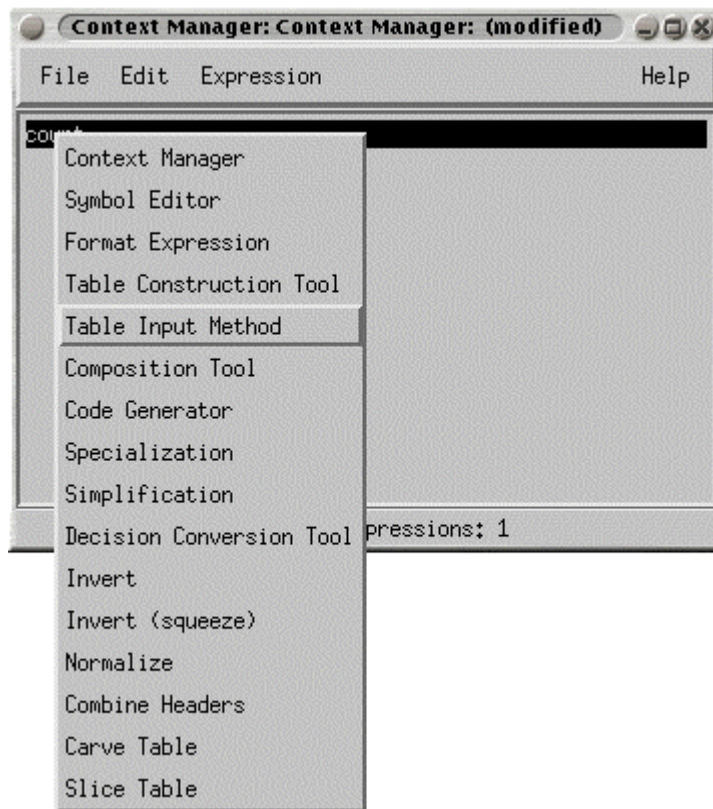 Context Manager: Context Manager: (modified)
File Edit Expression Help
Context Manager
Symbol Editor
Format Expression
Table Construction Tool
Table Input Method
Composition Tool
Code Generator
Specialization
Simplification
Decision Conversion Tool
pressions: 1
Invert
Invert (squeeze)
Normalize
Combine Headers
Carve Table
Slice Table